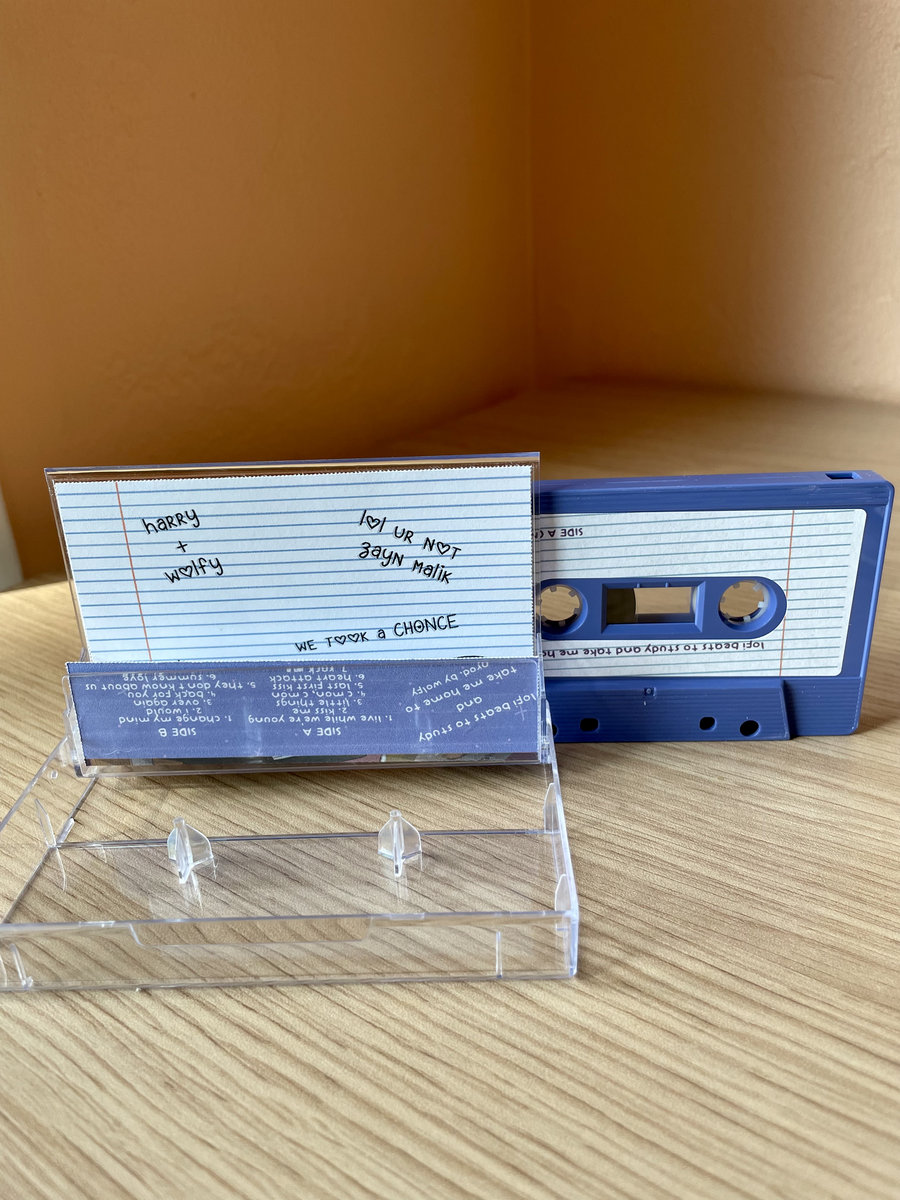 harry
+
wolfy
lol ur not
zayn malik
WE TOOK a CHONCE
lofi beats to study
and
take me home to
prod. by wolfy
SIDE A
1. live while we're young
2. kiss me
3. little things
4. c'mon, c'mon
5. last first kiss
6. heart attack
7. rock me
SIDE B
1. change my mind
2. i would
3. over again
4. back for you
5. they don't know about us
6. summer love
SIDE A
lofi beats to study and take me